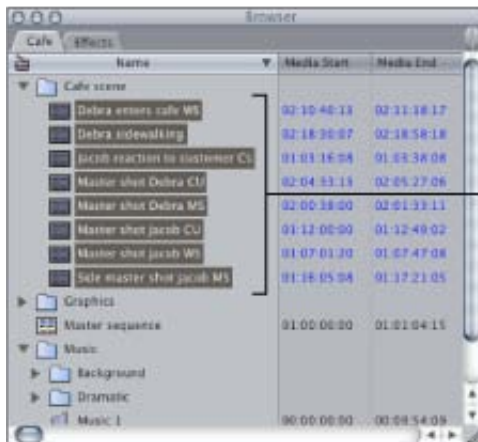 Browser
Cafe Effects
Name Media Start Media End
Cafe scene
Debra enters cafe WS 02:10:40:13 02:11:18:17
Debra sidewalking 02:18:30:07 02:18:58:18
Jacob reaction to customer CS 01:03:16:08 01:03:38:08
Master shot Debra CU 02:04:33:13 02:05:27:06
Master shot Debra MS 02:00:38:00 02:01:33:11
Master shot jacob CU 01:12:00:00 01:12:49:02
Master shot jacob WS 01:07:01:20 01:07:47:08
Side master shot jacob MS 01:16:05:08 01:17:21:05
Graphics
Master sequence 01:00:00:00 01:01:04:15
Music
Background
Dramatic
Music 1 00:00:00:00 00:09:54:09